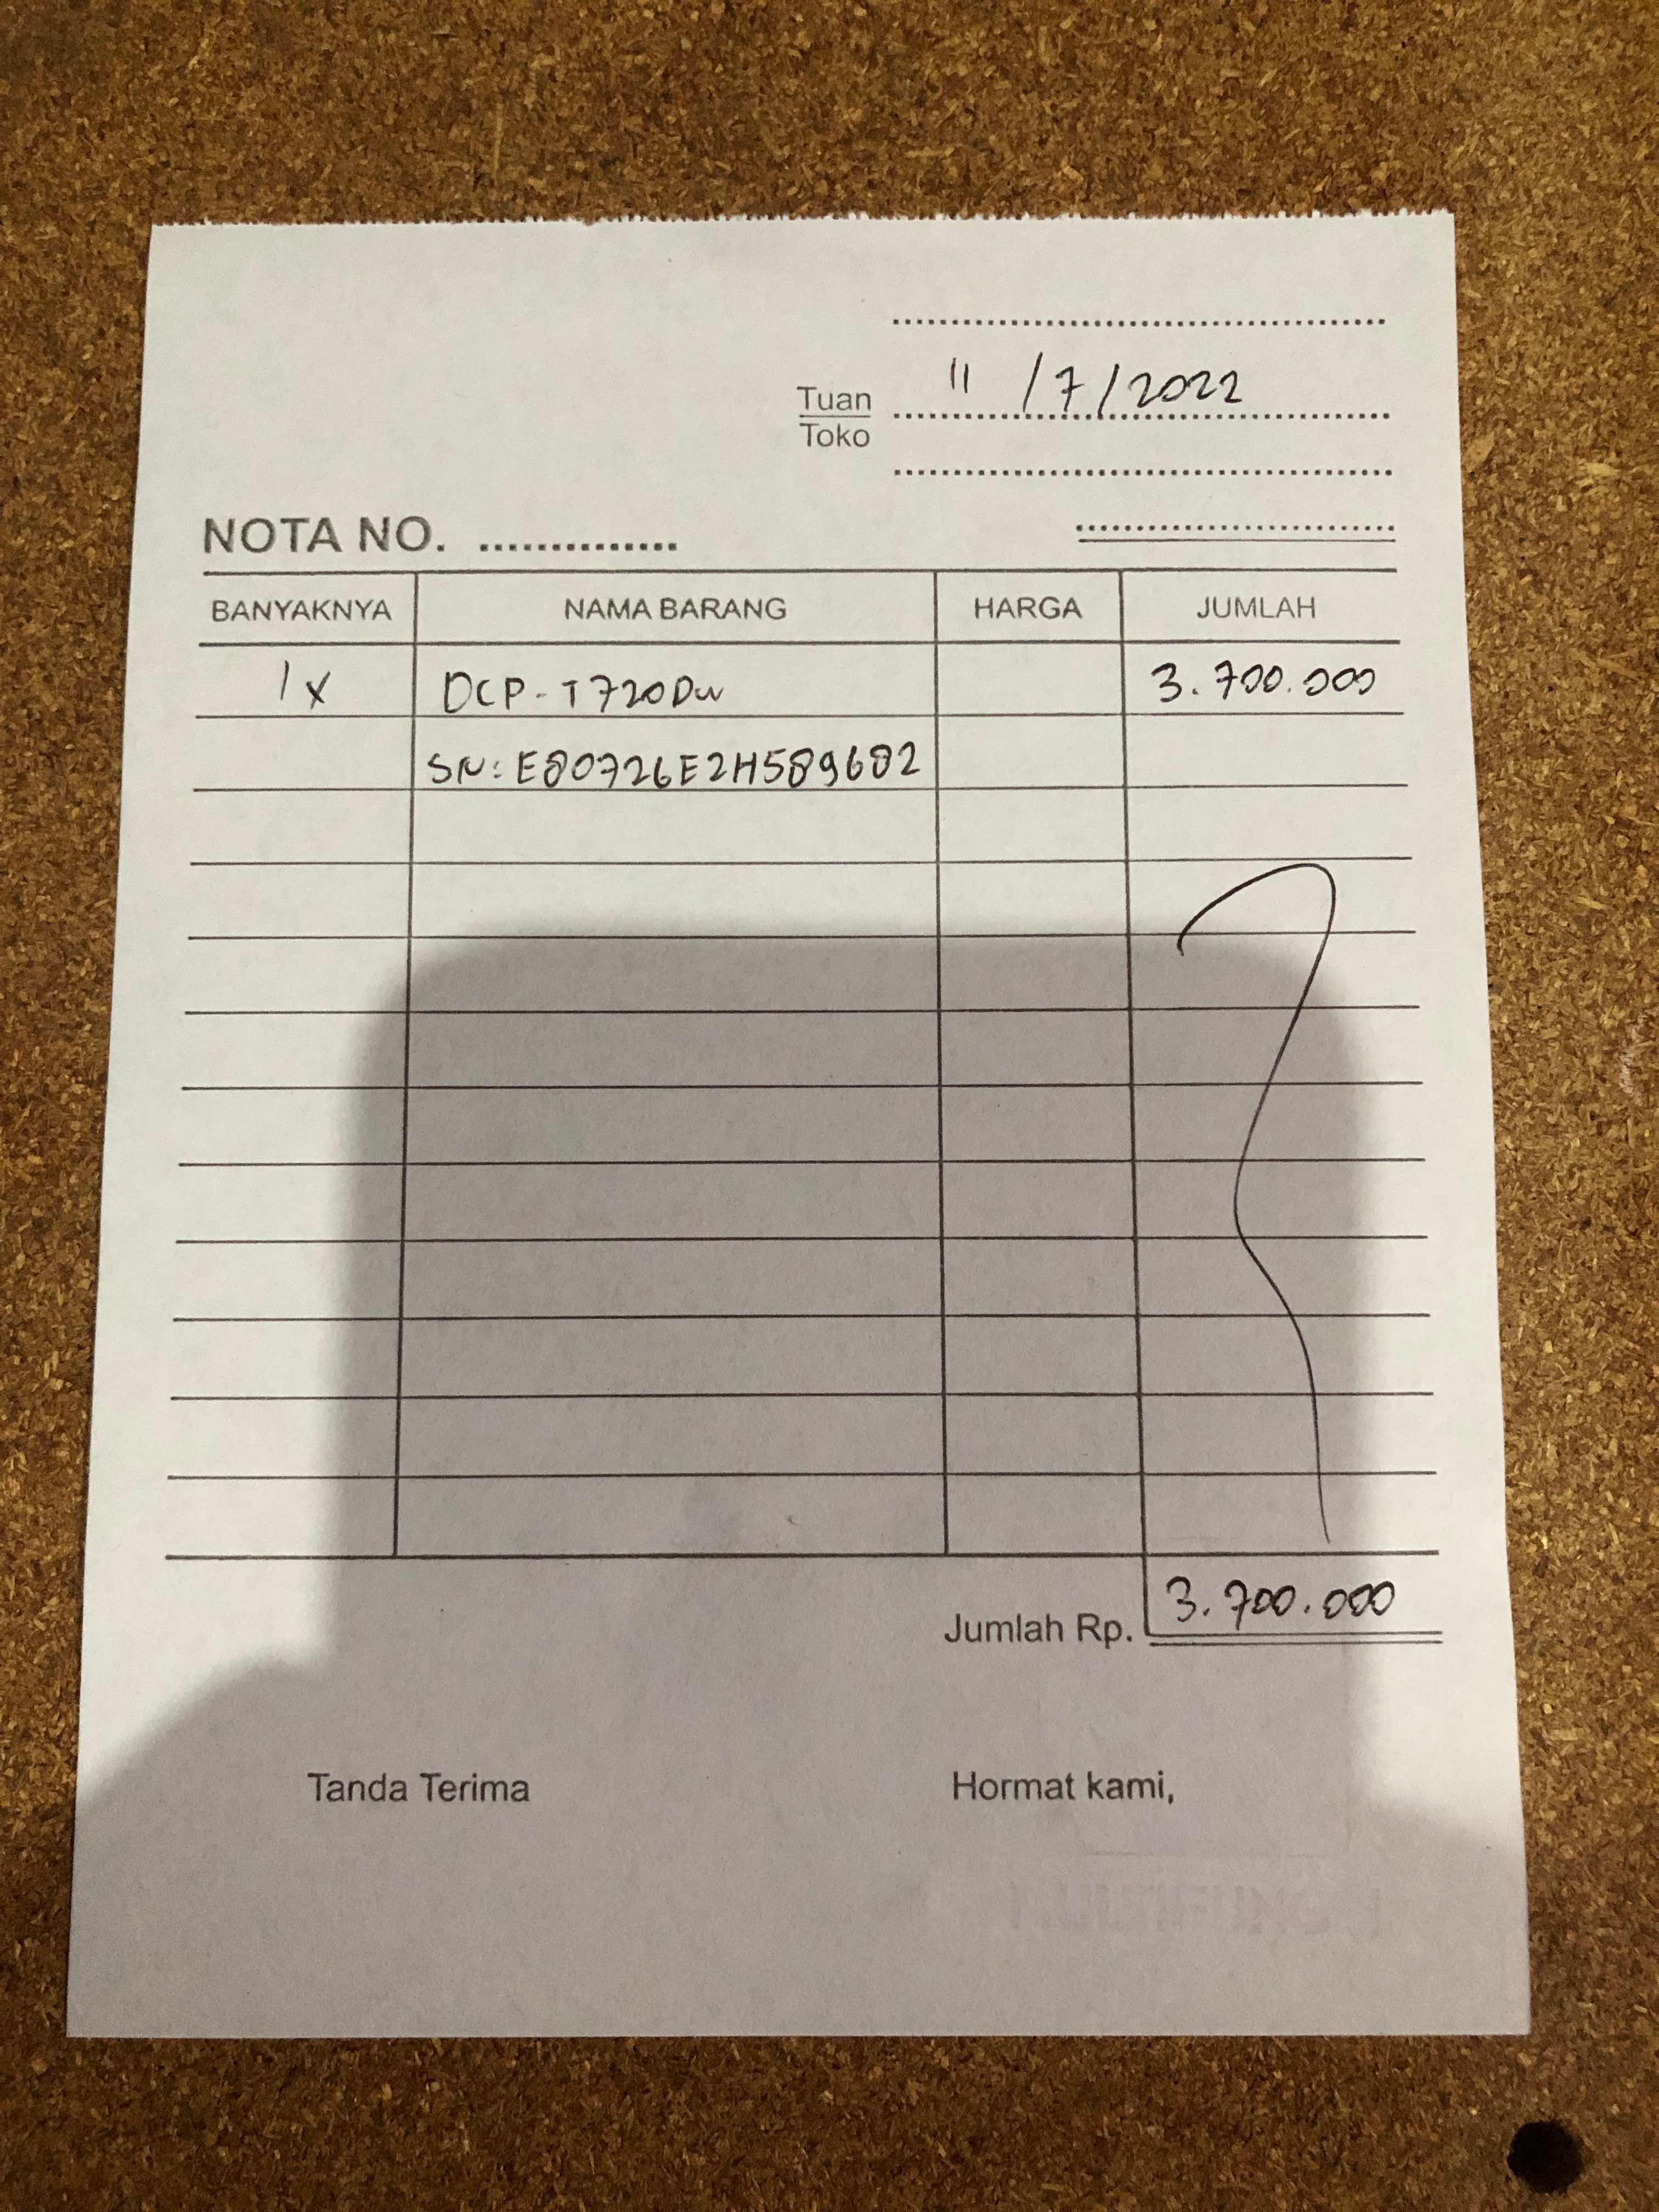 11 / 7 / 2022
Tuan
Toko
NOTA NO. ..............
BANYAKNYA NAMA BARANG HARGA JUMLAH
1x DCP-T720DW 3.700.000
SN: E80726E2H589682
Jumlah Rp. 3.700.000
Tanda Terima Hormat kami,